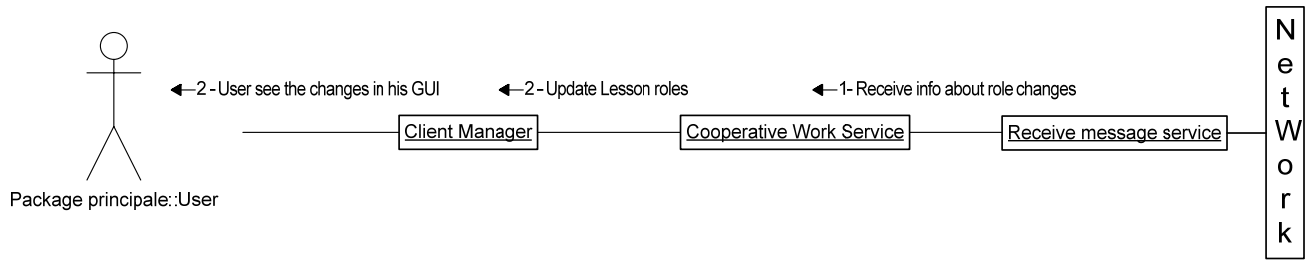 2 - User see the changes in his GUI
2 - Update Lesson roles
1- Receive info about role changes
Client Manager
Cooperative Work Service
Receive message service
NetWork
Package principale::User